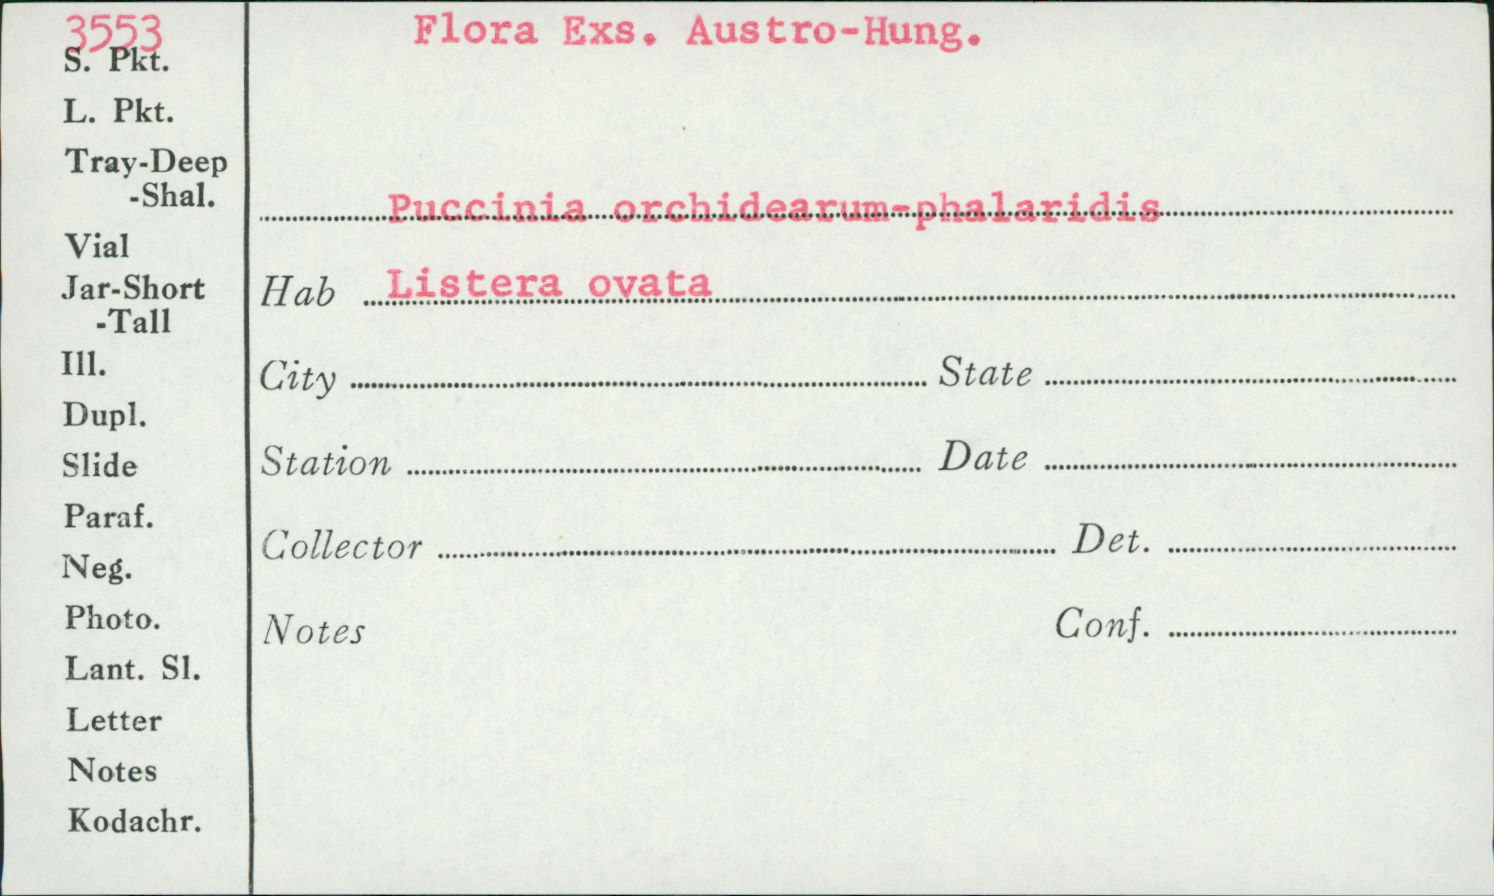 3553
S. Pkt.
L. Pkt.
Tray-Deep
-Shal.
Vial
Jar-Short
-Tall
Ill.
Dupl.
Slide
Paraf.
Neg.
Photo.
Lant. Sl.
Letter
Notes
Kodachr.
Flora Exs. Austro-Hung.
Puccinia orchidearum-phalaridis
Hab Listera ovata
City State
Station Date
Collector Det.
Notes Conf.